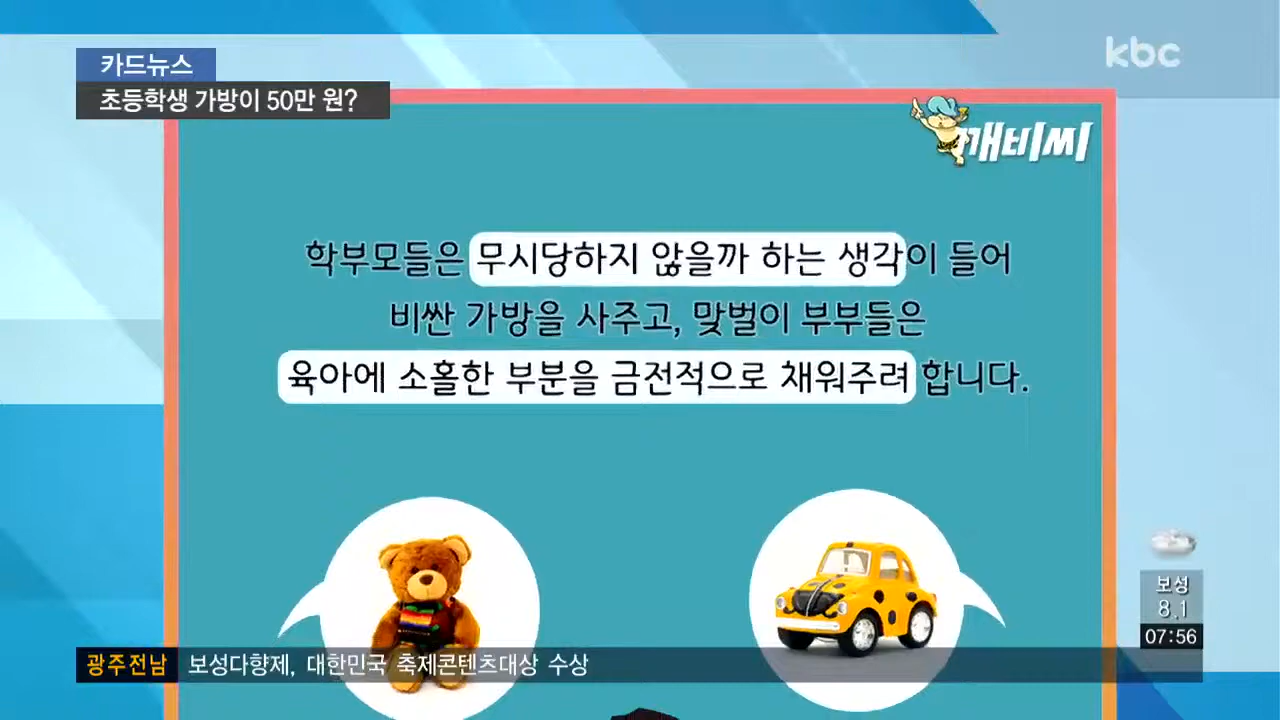 카드뉴스
kbc
초등학생 가방이 50만 원?
깨티씨
학부모들은 무시당하지 않을까 하는 생각이 들어
비싼 가방을 사주고, 맞벌이 부부들은
육아에 소홀한 부분을 금전적으로 채워주려 합니다.
보성
8.1
07:56
광주전남 보성다향제, 대한민국 축제콘텐츠대상 수상